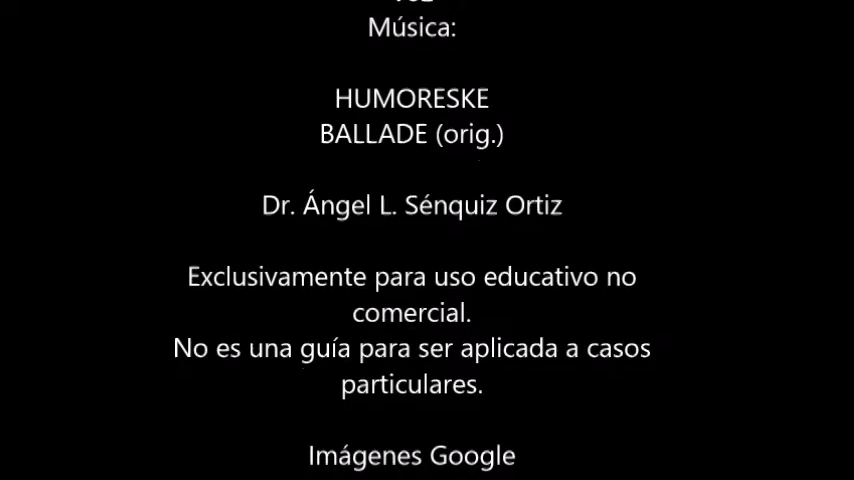 Música:
HUMORESKE
BALLADE (orig.)
Dr. Ángel L. Sénquiz Ortiz
Exclusivamente para uso educativo no
comercial.
No es una guía para ser aplicada a casos
particulares.
Imágenes Google